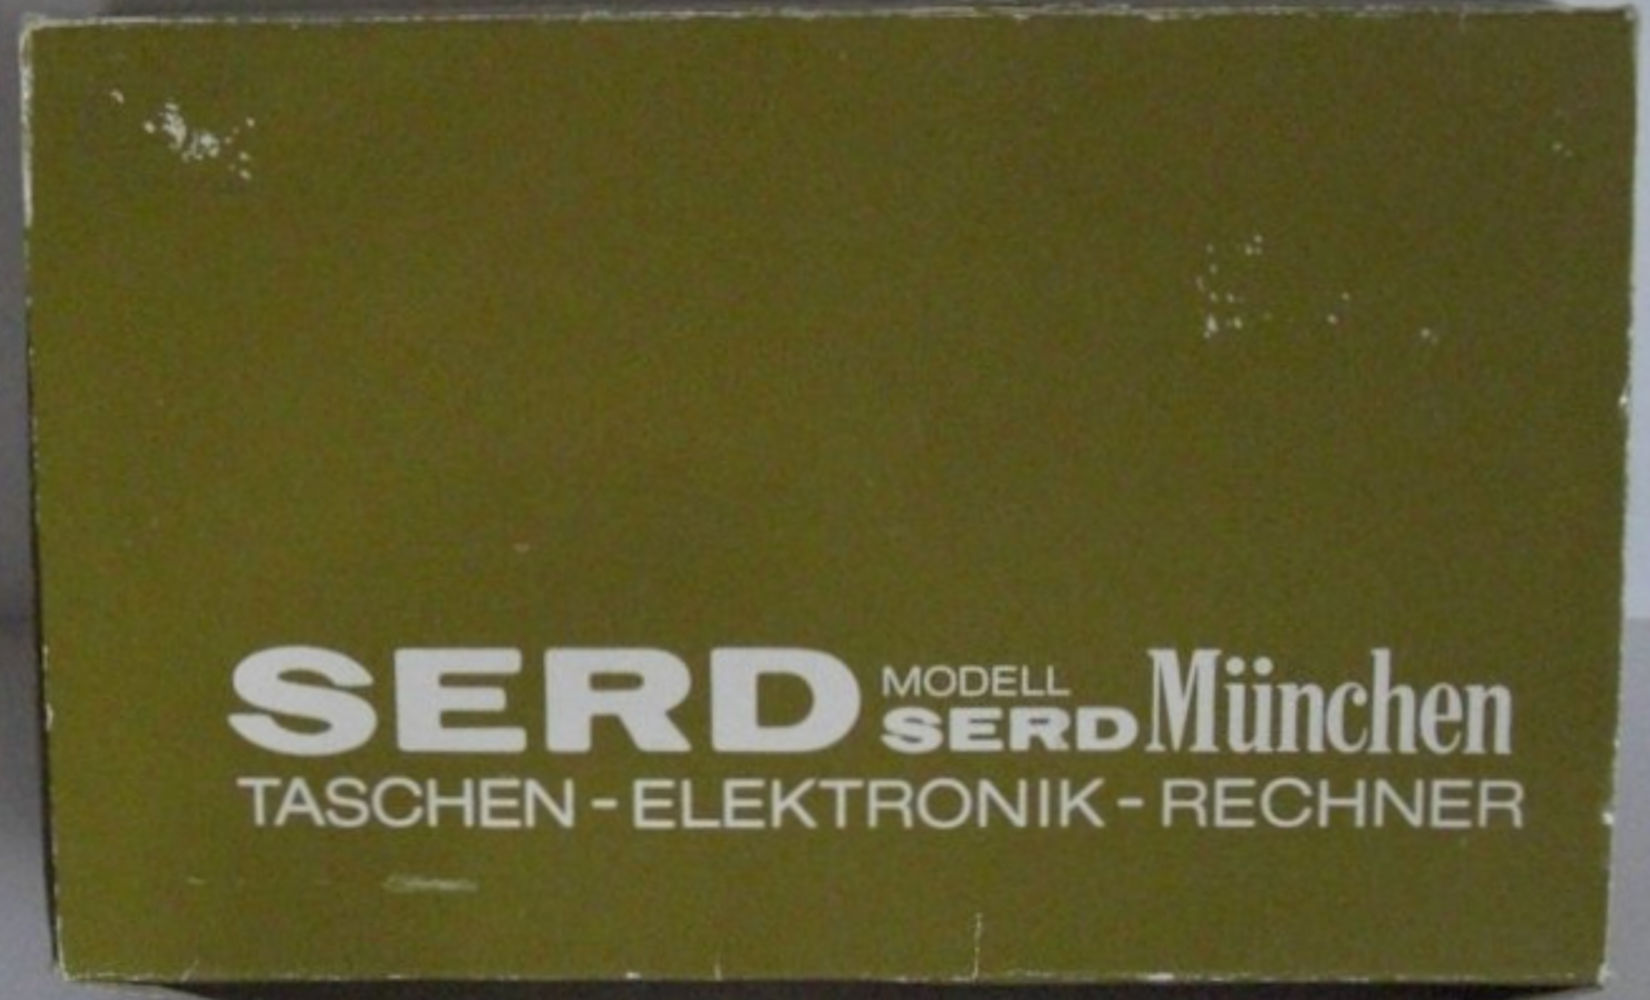 SERD MODELL SERD München
TASCHEN-ELEKTRONIK-RECHNER